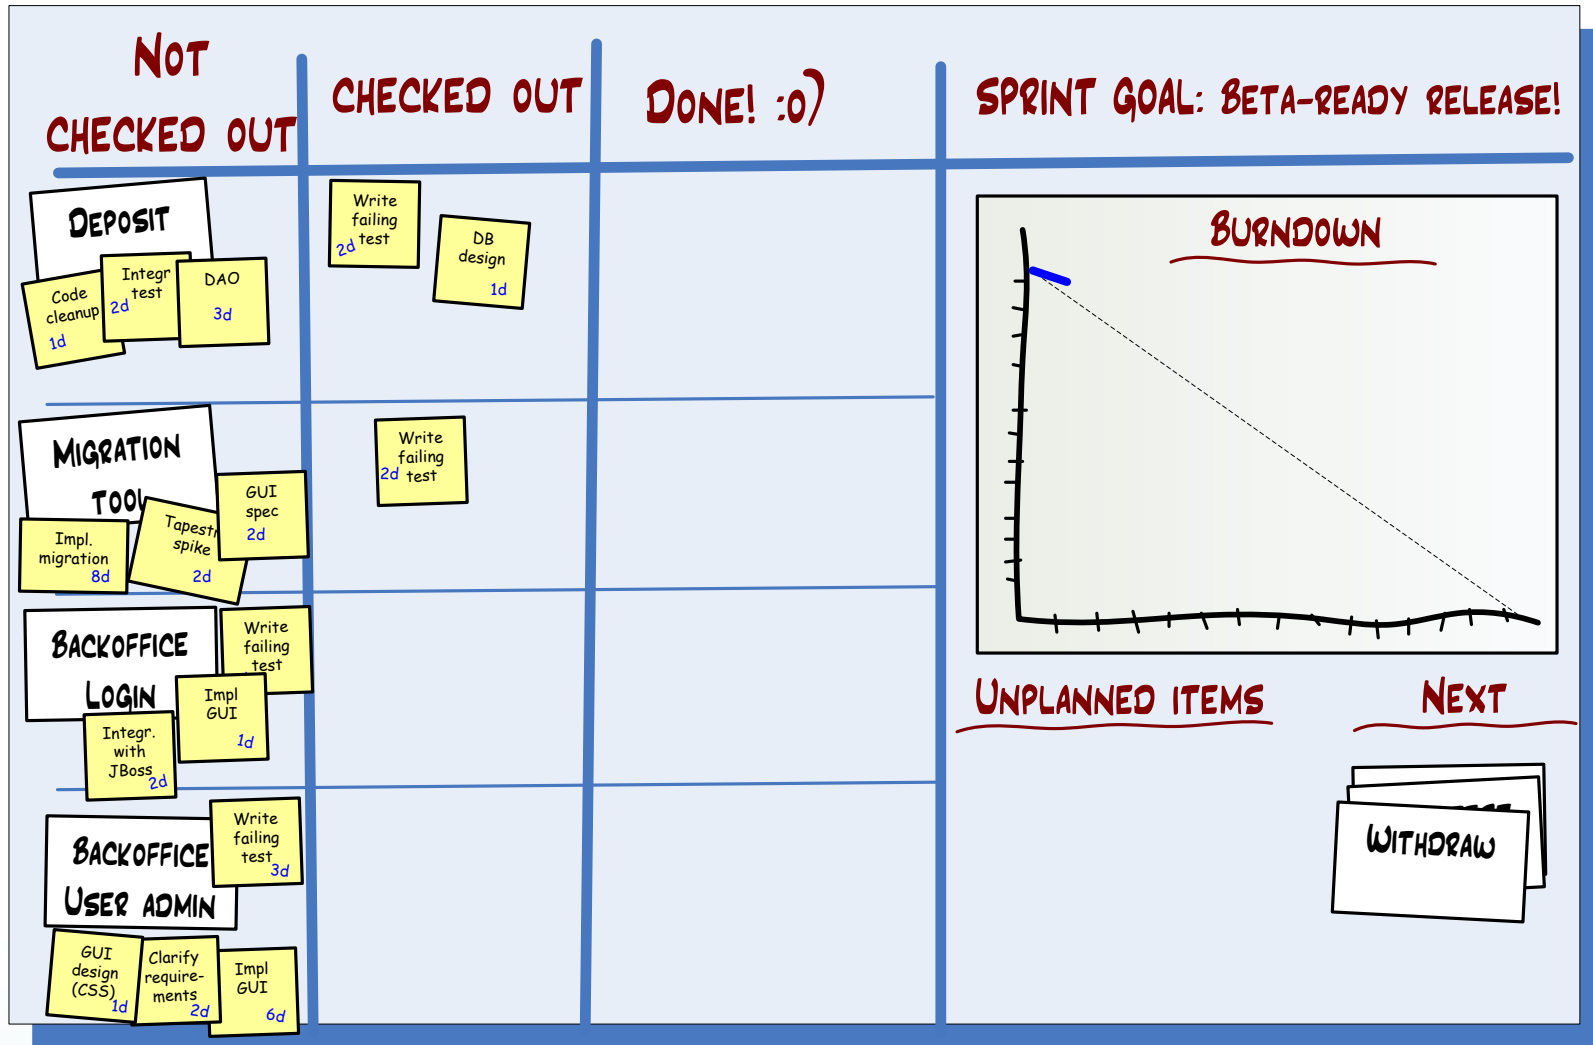 Not
checked out
checked out
Done! :o)
SPRINT GOAL: Beta-ready release!
Deposit
Code
cleanup
1d
Integr
test
2d
DAO
3d
Write
failing
test
2d
DB
design
1d
Migration
Tool
Impl.
migration
8d
spike
2d
GUI
spec
2d
Write
failing
test
2d
Backoffice
Login
Write
failing
test
Impl
GUI
1d
Integr.
with
JBoss
2d
Backoffice
User admin
Write
failing
test
3d
GUI
design
(CSS)
1d
Clarify
require-
ments
2d
Impl
GUI
6d
Burndown
Unplanned items
Next
Withdraw